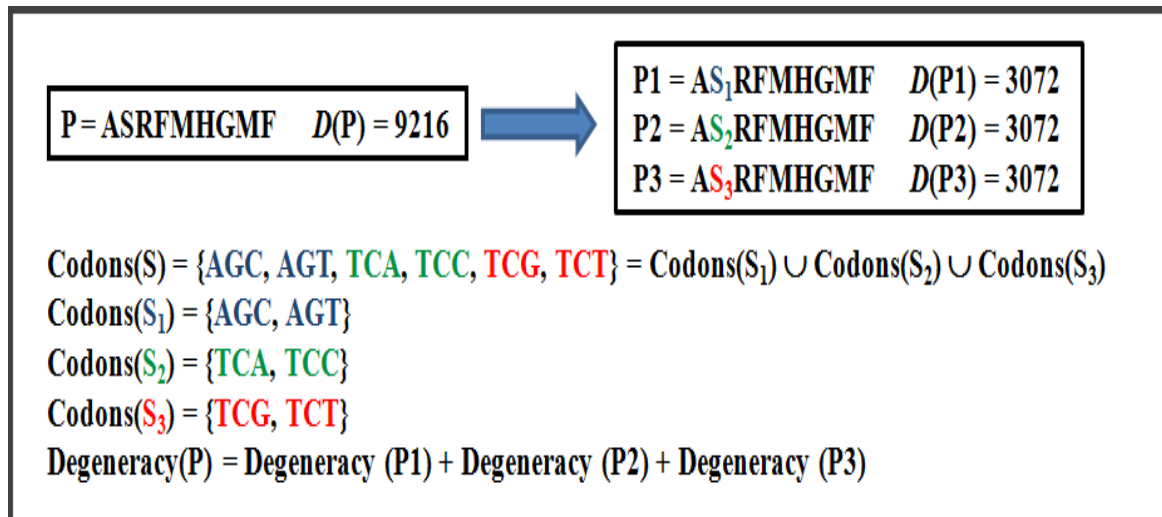 P = ASRFMHGMF D(P) = 9216
P1 = AS₁RFMHGMF D(P1) = 3072
P2 = AS₂RFMHGMF D(P2) = 3072
P3 = AS₃RFMHGMF D(P3) = 3072
Codons(S) = {AGC, AGT, TCA, TCC, TCG, TCT} = Codons(S₁) ∪ Codons(S₂) ∪ Codons(S₃)
Codons(S₁) = {AGC, AGT}
Codons(S₂) = {TCA, TCC}
Codons(S₃) = {TCG, TCT}
Degeneracy(P) = Degeneracy (P1) + Degeneracy (P2) + Degeneracy (P3)